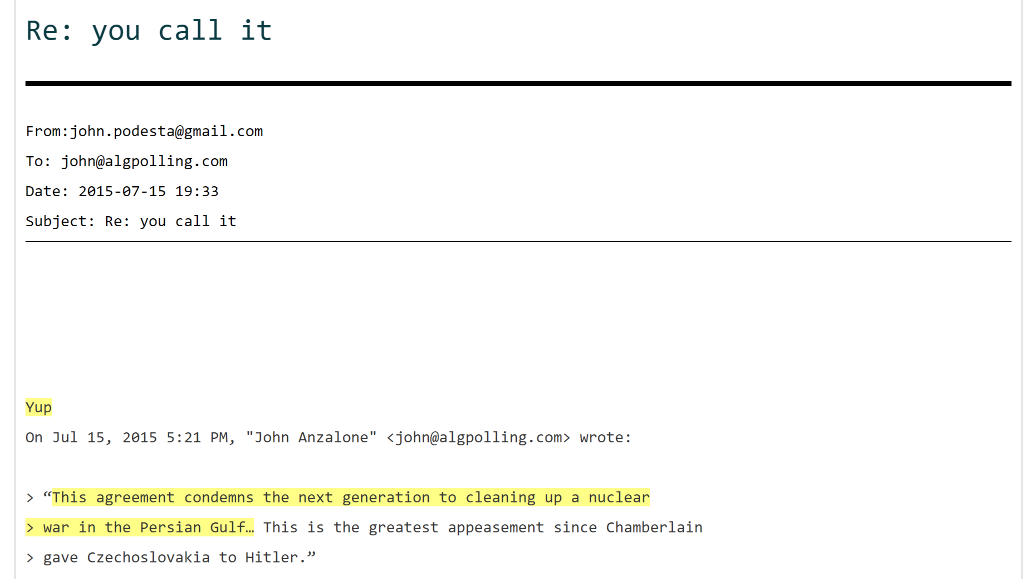 Re: you call it
From:john.podesta@gmail.com
To: john@algpolling.com
Date: 2015-07-15 19:33
Subject: Re: you call it
Yup
On Jul 15, 2015 5:21 PM, "John Anzalone" <john@algpolling.com> wrote:
> “This agreement condemns the next generation to cleaning up a nuclear
> war in the Persian Gulf… This is the greatest appeasement since Chamberlain
> gave Czechoslovakia to Hitler.”